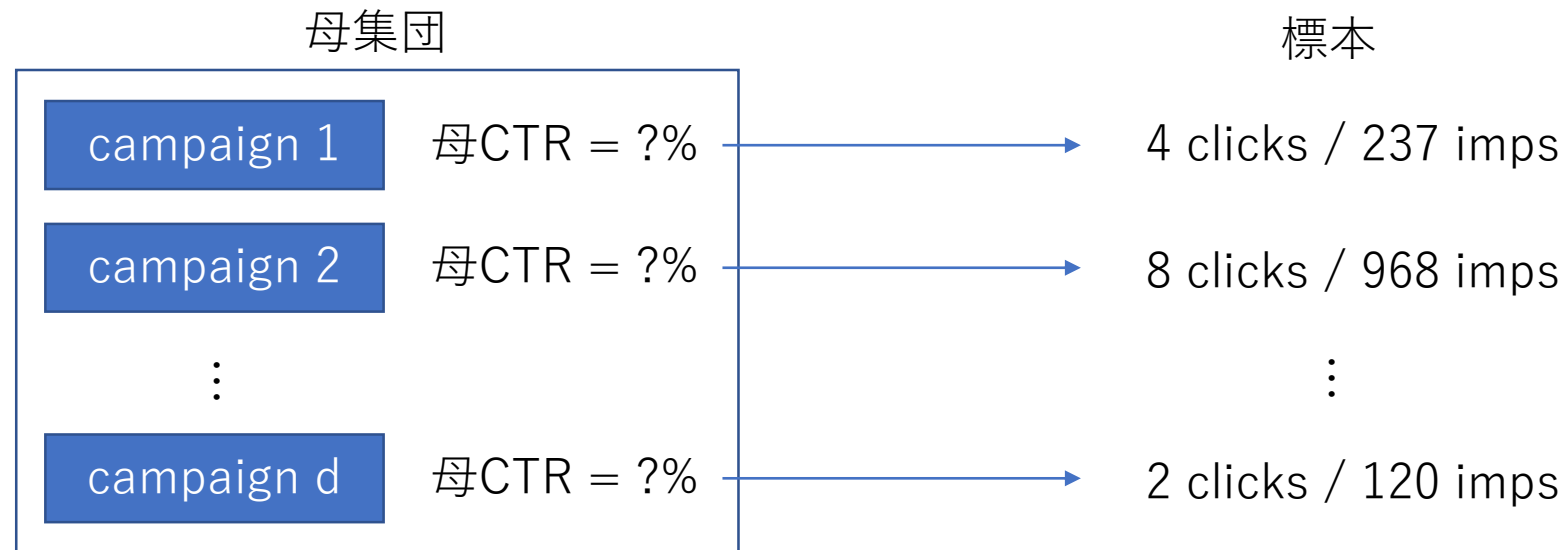 母集団
標本
campaign 1 母CTR = ?% 4 clicks / 237 imps
campaign 2 母CTR = ?% 8 clicks / 968 imps
⋮ ⋮
campaign d 母CTR = ?% 2 clicks / 120 imps